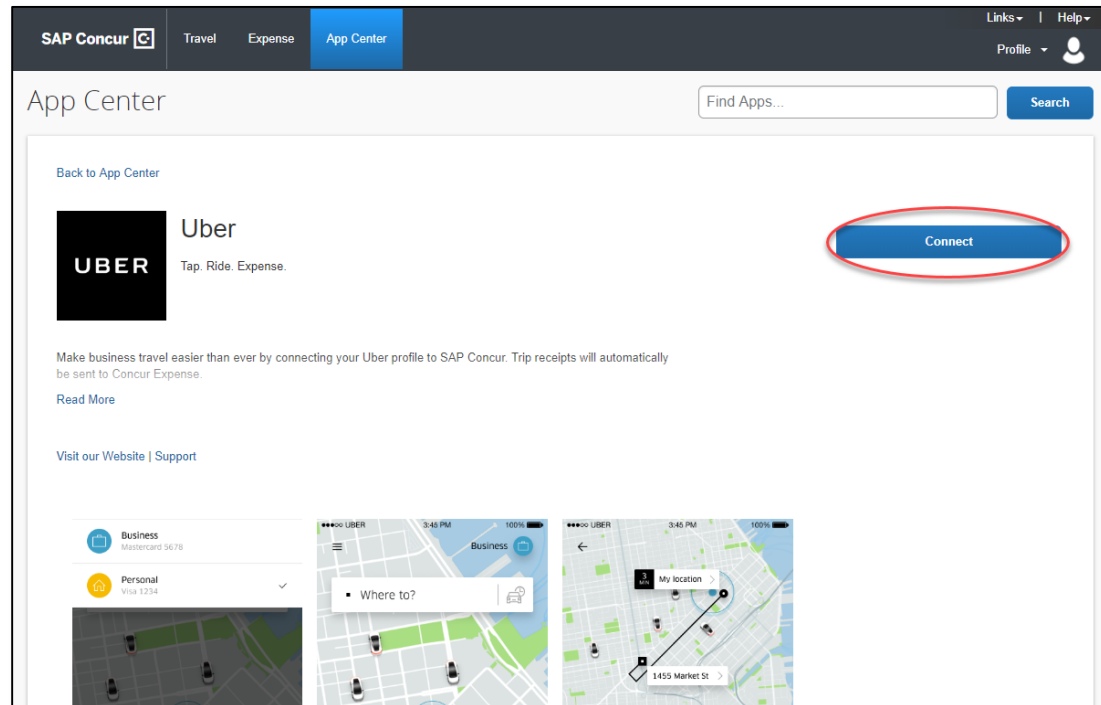 Links | Help
SAP Concur C Travel Expense App Center
Profile
App Center
Find Apps...
Search
Back to App Center
UBER
Uber
Tap. Ride. Expense.
Connect
Make business travel easier than ever by connecting your Uber profile to SAP Concur. Trip receipts will automatically
be sent to Concur Expense.
Read More
Visit our Website | Support
Business
Mastercard 5678
Personal
Visa 1234
UBER 3:45 PM 100%
Business
Where to?
UBER 3:45 PM 100%
3 MIN My location >
1455 Market St >